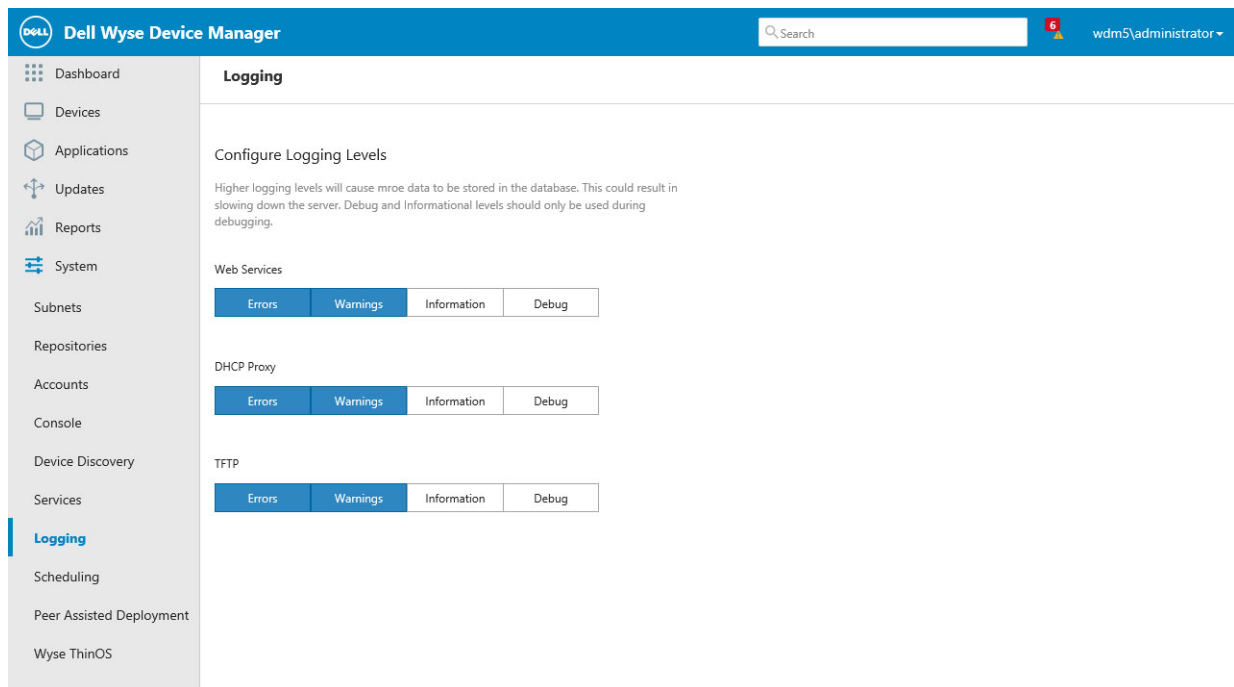 DELL Dell Wyse Device Manager
Search
6
wdm5\administrator
Dashboard
Devices
Applications
Updates
Reports
System
Subnets
Repositories
Accounts
Console
Device Discovery
Services
Logging
Scheduling
Peer Assisted Deployment
Wyse ThinOS
Logging
Configure Logging Levels
Higher logging levels will cause mroe data to be stored in the database. This could result in
slowing down the server. Debug and Informational levels should only be used during
debugging.
Web Services
Errors Warnings Information Debug
DHCP Proxy
Errors Warnings Information Debug
TFTP
Errors Warnings Information Debug